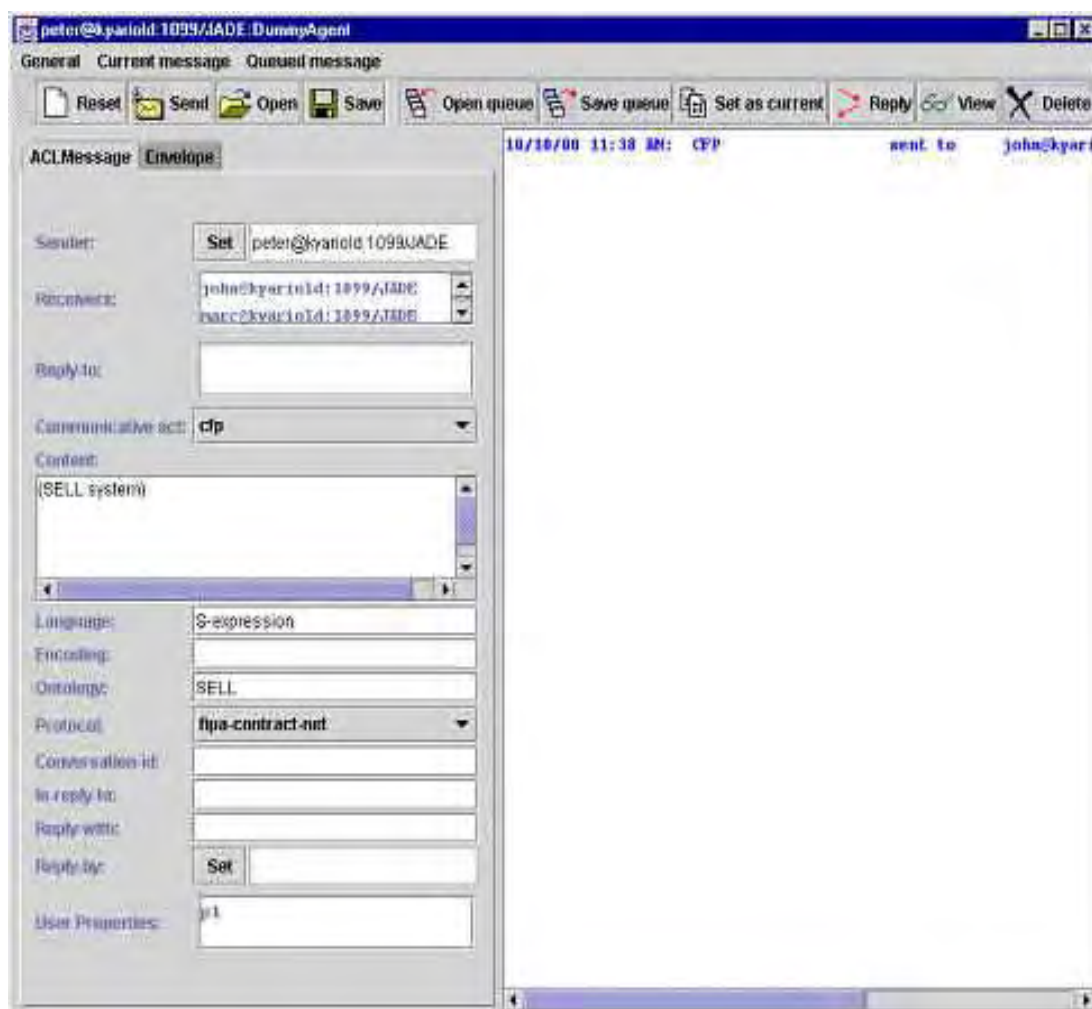 peter@kyariold:1099/JADE:DummyAgent
General Current message Queued message
Reset Send Open Save Open queue Save queue Set as current Reply View Delete
ACLMessage Envelope
10/10/00 11:38 AM: CFP sent to john@kyari
Sender: Set peter@kyariold:1099/JADE
Receivers: john@kyariold:1099/JADE
marc@kyariold:1099/JADE
Reply-to:
Communicative act: cfp
Content:
(SELL system)
Language: S-expression
Encoding:
Ontology: SELL
Protocol: fipa-contract-net
Conversation-id:
In-reply-to:
Reply-with:
Reply-by: Set
User Properties: p1